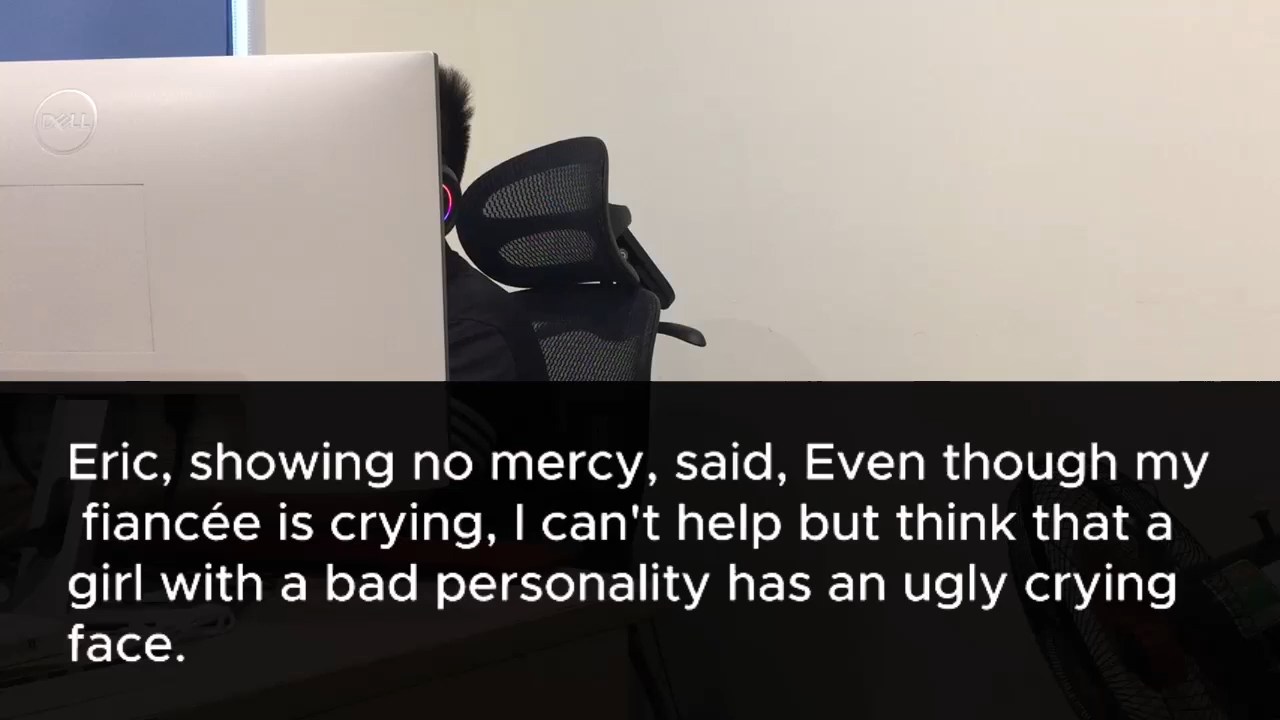 DELL
Eric, showing no mercy, said, Even though my
fiancée is crying, I can't help but think that a
girl with a bad personality has an ugly crying
face.